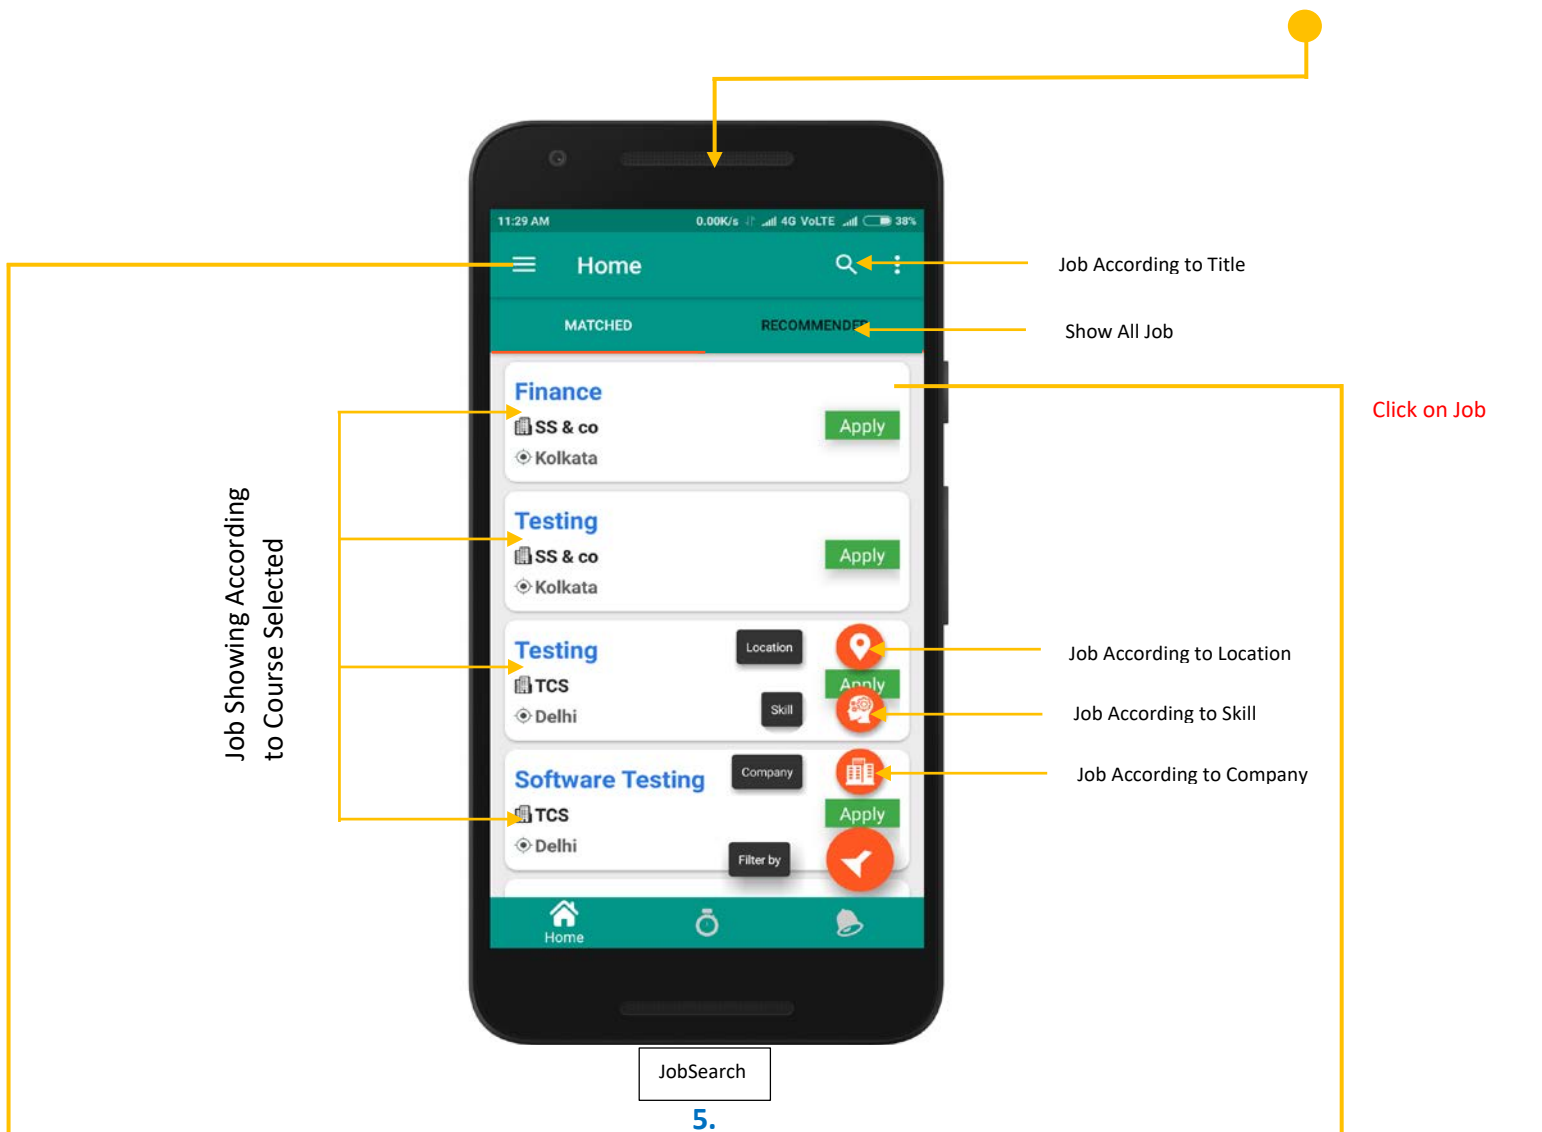 11:29 AM 0.00K/s 4G VoLTE 38%
Home
Job According to Title
MATCHED RECOMMENDED
Show All Job
Finance
SS & co
Kolkata
Apply
Click on Job
Testing
SS & co
Kolkata
Apply
Job Showing According
to Course Selected
Testing
TCS
Delhi
Location
Apply
Skill
Job According to Location
Job According to Skill
Software Testing
TCS
Delhi
Company
Apply
Filter by
Job According to Company
Home
JobSearch
5.